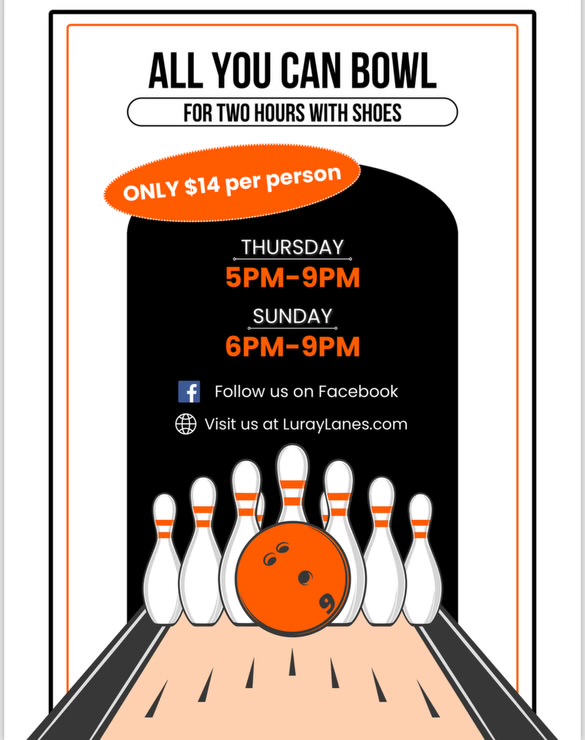 ALL YOU CAN BOWL
FOR TWO HOURS WITH SHOES
ONLY $14 per person
THURSDAY
5PM-9PM
SUNDAY
6PM-9PM
Follow us on Facebook
Visit us at LurayLanes.com
9